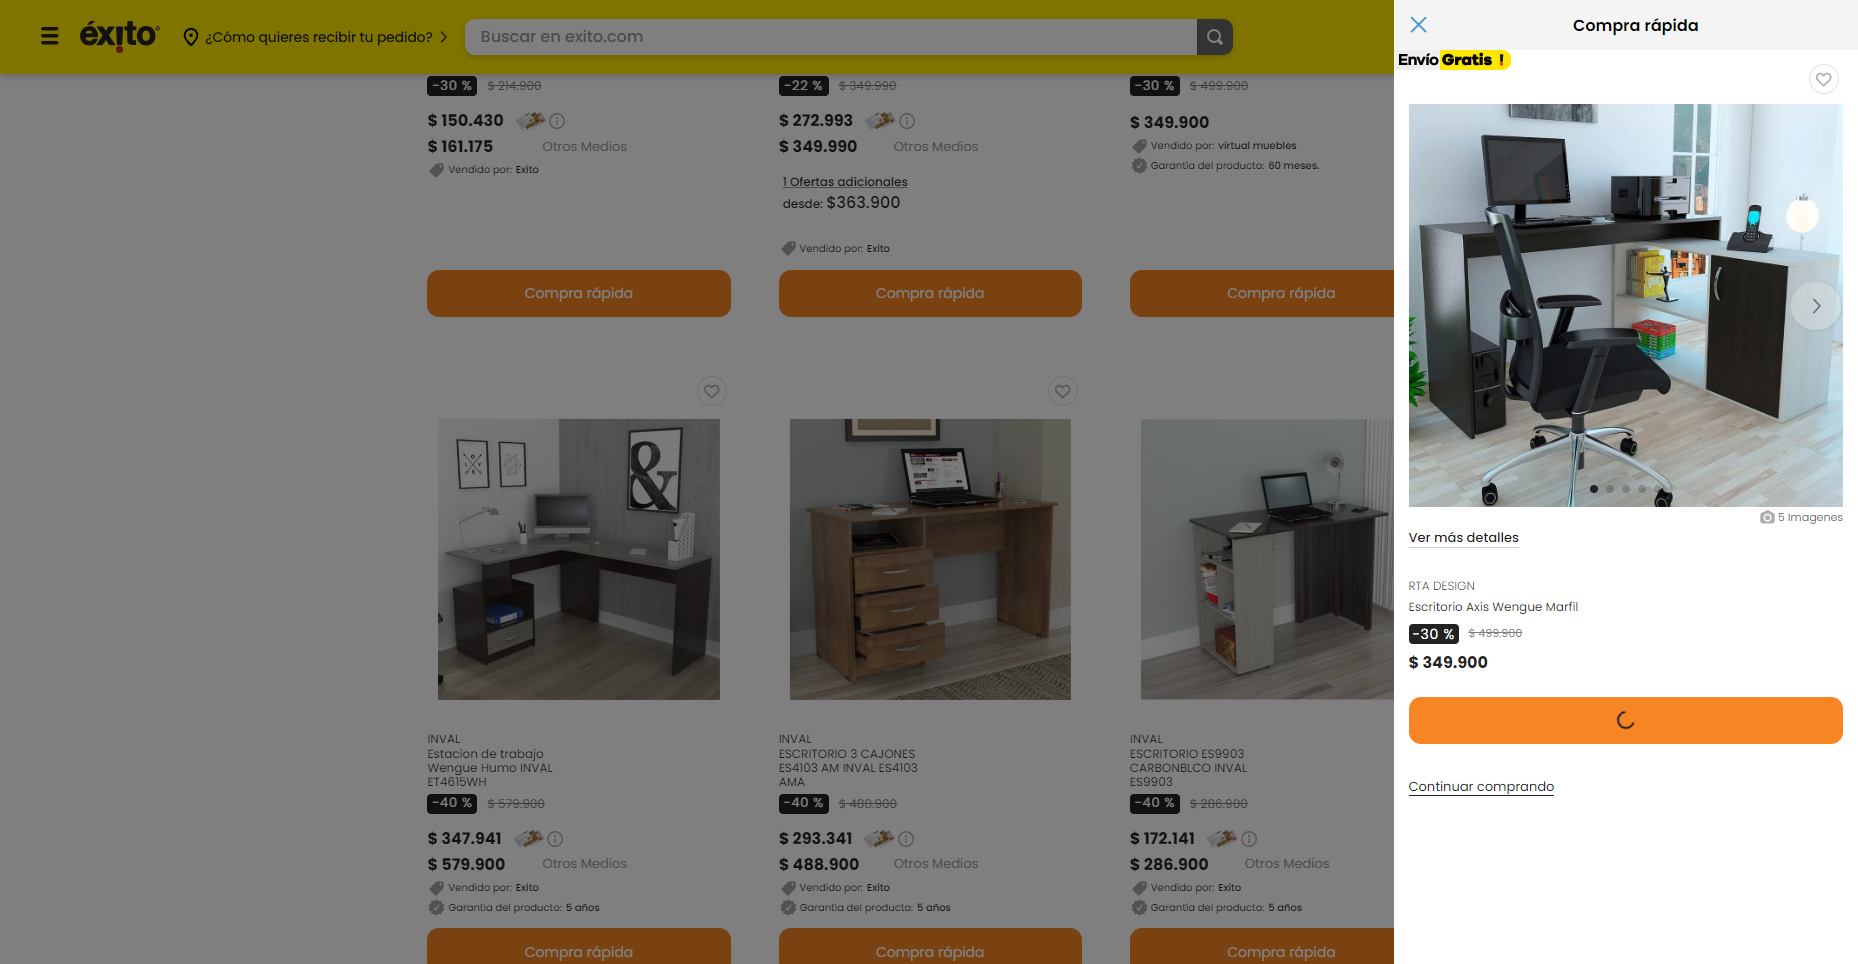 éxito
¿Cómo quieres recibir tu pedido?
Buscar en exito.com
-30 % $ 214.900
$ 150.430
$ 161.175 Otros Medios
Vendido por: Exito
Compra rápida
-22 % $ 349.990
$ 272.993
$ 349.990 Otros Medios
1 Ofertas adicionales
desde: $363.900
Vendido por: Exito
Compra rápida
-30 % $ 499.900
$ 349.900
Vendido por: virtual muebles
Garantía del producto: 60 meses.
Compra rápida
INVAL
Estacion de trabajo
Wengue Humo INVAL
ET4615WH
-40 % $ 579.900
$ 347.941
$ 579.900 Otros Medios
Vendido por: Exito
Garantía del producto: 5 años
Compra rápida
INVAL
ESCRITORIO 3 CAJONES
ES4103 AM INVAL ES4103
AMA
-40 % $ 488.900
$ 293.341
$ 488.900 Otros Medios
Vendido por: Exito
Garantía del producto: 5 años
Compra rápida
INVAL
ESCRITORIO ES9903
CARBONBLCO INVAL
ES9903
-40 % $ 286.900
$ 172.141
$ 286.900 Otros Medios
Vendido por: Exito
Garantía del producto: 5 años
Compra rápida
Compra rápida
Envío Gratis !
5 Imagenes
Ver más detalles
RTA DESIGN
Escritorio Axis Wengue Marfil
-30 % $ 499.900
$ 349.900
Continuar comprando